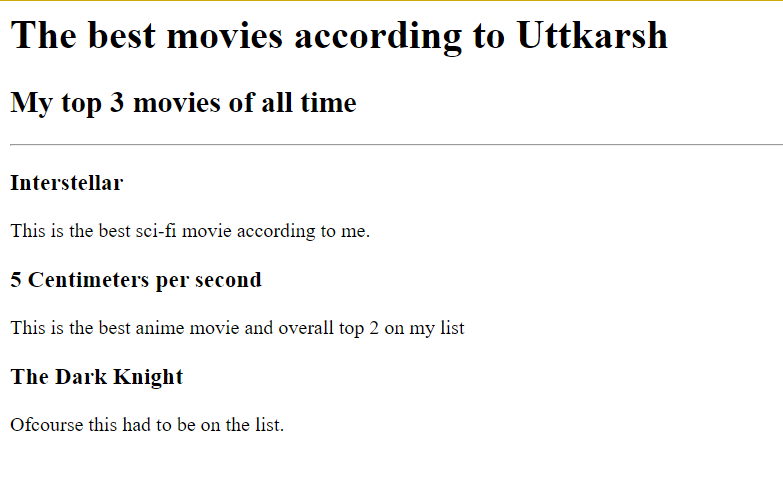 The best movies according to Uttkarsh
My top 3 movies of all time
Interstellar
This is the best sci-fi movie according to me.
5 Centimeters per second
This is the best anime movie and overall top 2 on my list
The Dark Knight
Ofcourse this had to be on the list.